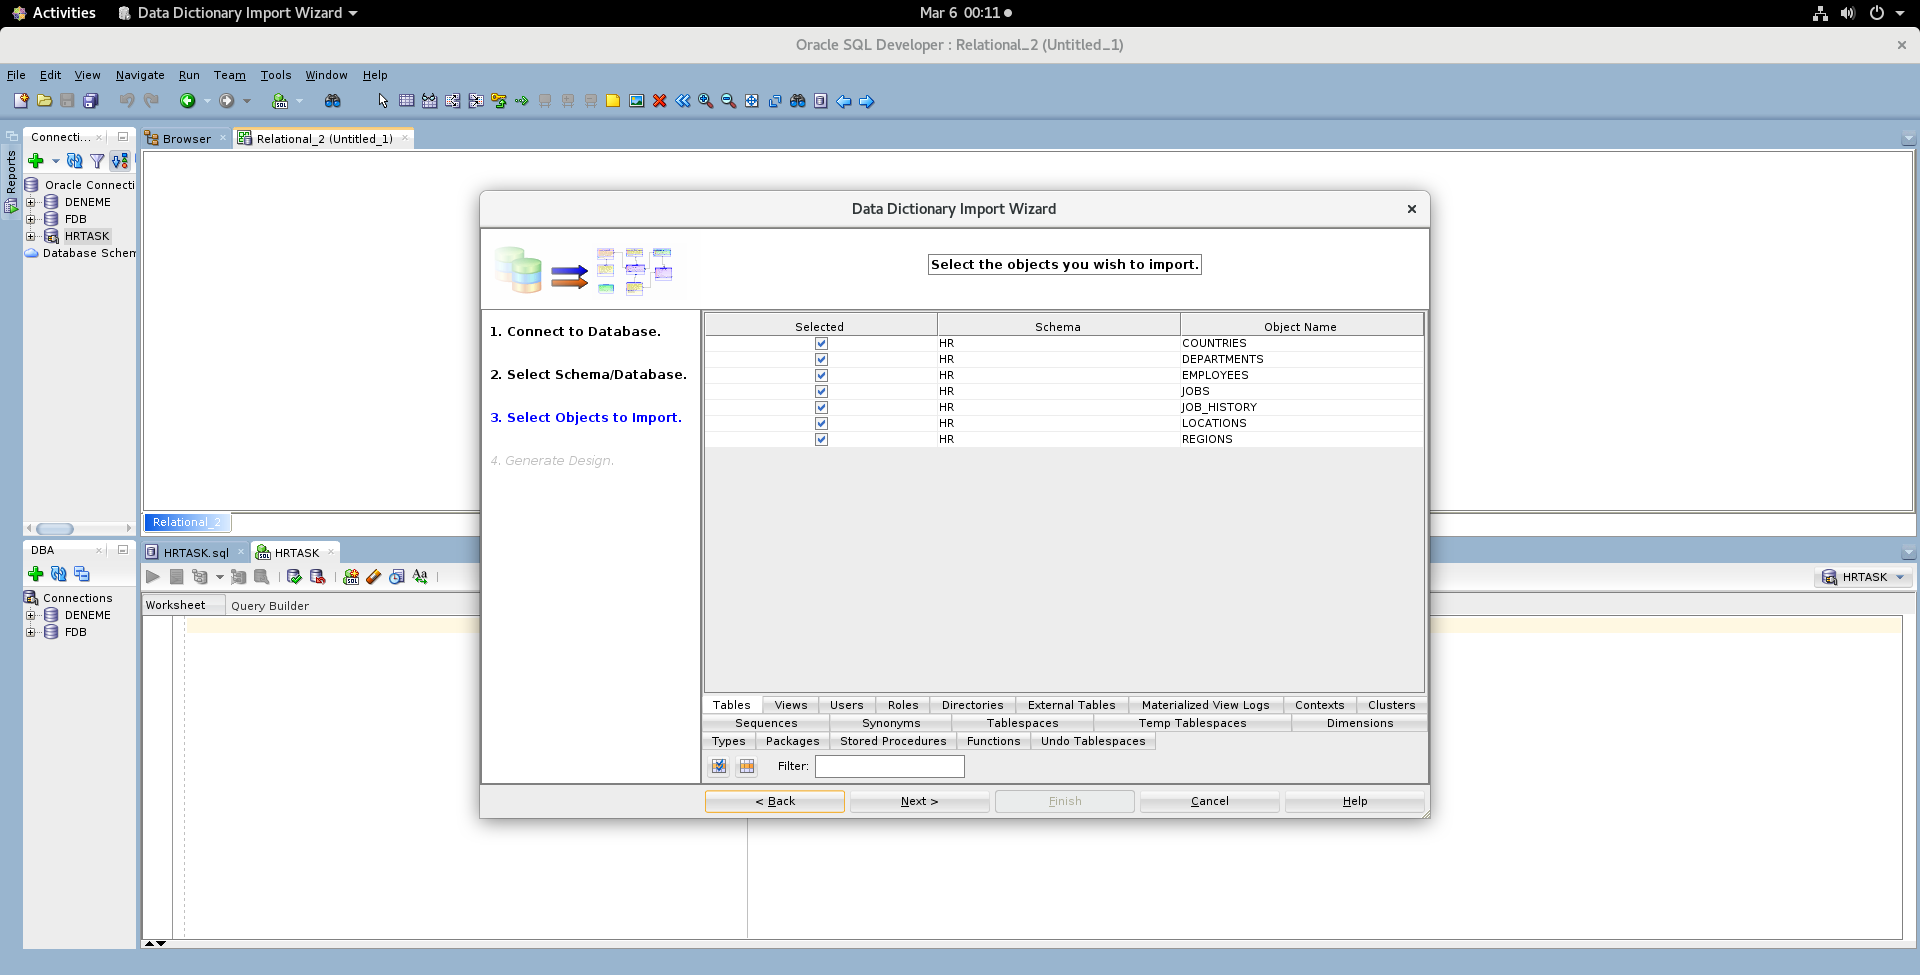 Activities
Data Dictionary Import Wizard
Mar 6 00:11
Oracle SQL Developer : Relational_2 (Untitled_1)
File Edit View Navigate Run Team Tools Window Help
Reports
Connecti...
Oracle Connecti
DENEME
FDB
HRTASK
Database Schem
Browser
Relational_2 (Untitled_1)
Relational_2
DBA
Connections
DENEME
FDB
HRTASK.sql
HRTASK
HRTASK
Worksheet
Query Builder
Data Dictionary Import Wizard
Select the objects you wish to import.
1. Connect to Database.
2. Select Schema/Database.
3. Select Objects to Import.
4. Generate Design.
Selected Schema Object Name
HR COUNTRIES
HR DEPARTMENTS
HR EMPLOYEES
HR JOBS
HR JOB_HISTORY
HR LOCATIONS
HR REGIONS
Tables Views Users Roles Directories External Tables Materialized View Logs Contexts Clusters
Sequences Synonyms Tablespaces Temp Tablespaces Dimensions
Types Packages Stored Procedures Functions Undo Tablespaces
Filter:
< Back Next > Finish Cancel Help